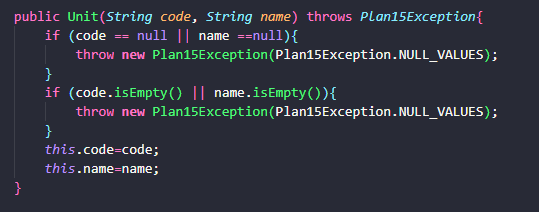 public Unit(String code, String name) throws Plan15Exception{
    if (code == null || name ==null){
        throw new Plan15Exception(Plan15Exception.NULL_VALUES);
    }
    if (code.isEmpty() || name.isEmpty()){
        throw new Plan15Exception(Plan15Exception.NULL_VALUES);
    }
    this.code=code;
    this.name=name;
}